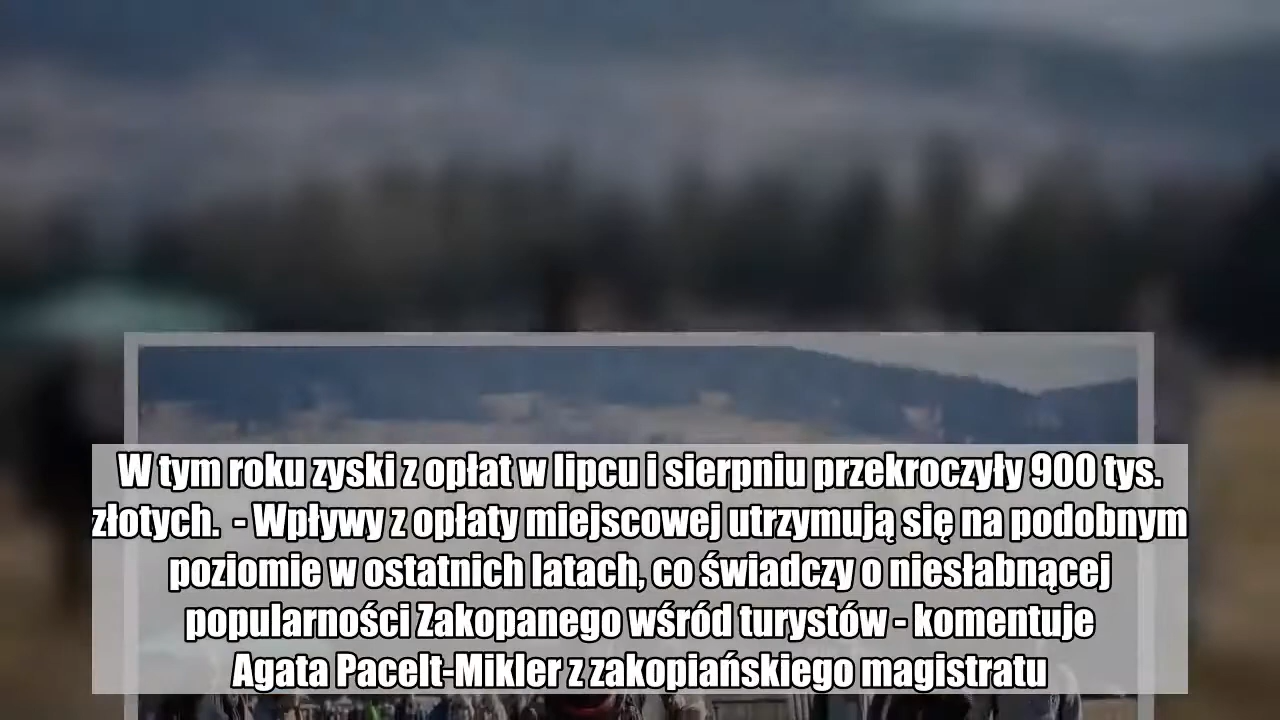 W tym roku zyski z opłat w lipcu i sierpniu przekroczyły 900 tys.
złotych.  - Wpływy z opłaty miejscowej utrzymują się na podobnym
poziomie w ostatnich latach, co świadczy o niesłabnącej
popularności Zakopanego wśród turystów - komentuje
Agata Pacelt-Mikler z zakopiańskiego magistratu